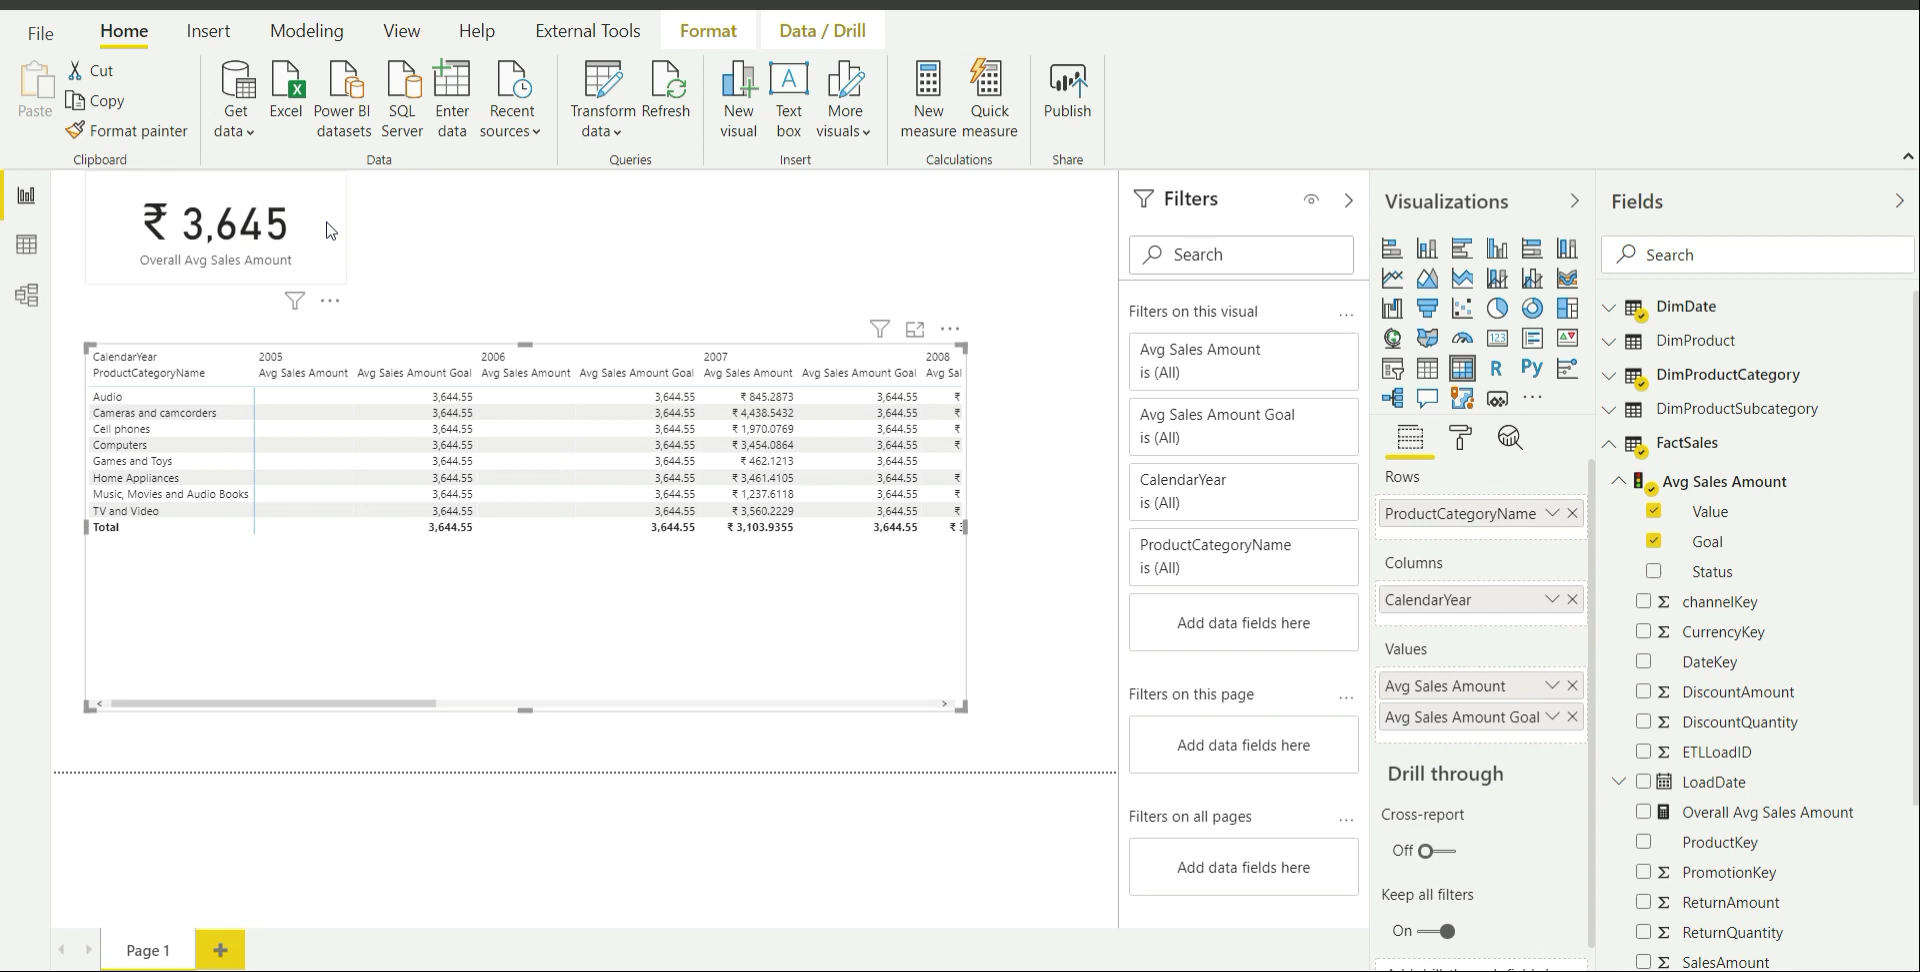 File Home Insert Modeling View Help External Tools Format Data / Drill
Paste
Cut
Copy
Format painter
Clipboard
Get data
Excel
Power BI datasets
SQL Server
Enter data
Recent sources
Data
Transform data
Refresh
Queries
New visual
A
Text box
More visuals
Insert
New measure
Quick measure
Calculations
Publish
Share
₹ 3,645
Overall Avg Sales Amount
CalendarYear 2005 2006 2007 2008
ProductCategoryName Avg Sales Amount Avg Sales Amount Goal Avg Sales Amount Avg Sales Amount Goal Avg Sales Amount Avg Sales Amount Goal Avg Sal
Audio 3,644.55 3,644.55 ₹ 845.2873 3,644.55 ₹
Cameras and camcorders 3,644.55 3,644.55 ₹ 4,438.5432 3,644.55 ₹
Cell phones 3,644.55 3,644.55 ₹ 1,970.0769 3,644.55 ₹
Computers 3,644.55 3,644.55 ₹ 3,454.0864 3,644.55 ₹
Games and Toys 3,644.55 3,644.55 ₹ 462.1213 3,644.55
Home Appliances 3,644.55 3,644.55 ₹ 3,461.4105 3,644.55 ₹
Music, Movies and Audio Books 3,644.55 3,644.55 ₹ 1,237.6118 3,644.55 ₹
TV and Video 3,644.55 3,644.55 ₹ 3,560.2229 3,644.55 ₹
Total 3,644.55 3,644.55 ₹ 3,103.9355 3,644.55 ₹
Page 1
Filters
Search
Filters on this visual
Avg Sales Amount
is (All)
Avg Sales Amount Goal
is (All)
CalendarYear
is (All)
ProductCategoryName
is (All)
Add data fields here
Filters on this page
Add data fields here
Filters on all pages
Add data fields here
Visualizations
123
R
Py
Rows
ProductCategoryName
Columns
CalendarYear
Values
Avg Sales Amount
Avg Sales Amount Goal
Drill through
Cross-report
Off
Keep all filters
On
Fields
Search
DimDate
DimProduct
DimProductCategory
DimProductSubcategory
FactSales
Avg Sales Amount
Value
Goal
Status
Σ channelKey
Σ CurrencyKey
DateKey
Σ DiscountAmount
Σ DiscountQuantity
Σ ETLLoadID
LoadDate
Overall Avg Sales Amount
ProductKey
Σ PromotionKey
Σ ReturnAmount
Σ ReturnQuantity
Σ SalesAmount